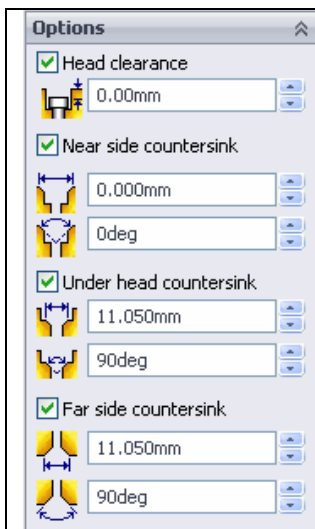 Options
Head clearance
0.00mm
Near side countersink
0.000mm
0deg
Under head countersink
11.050mm
90deg
Far side countersink
11.050mm
90deg